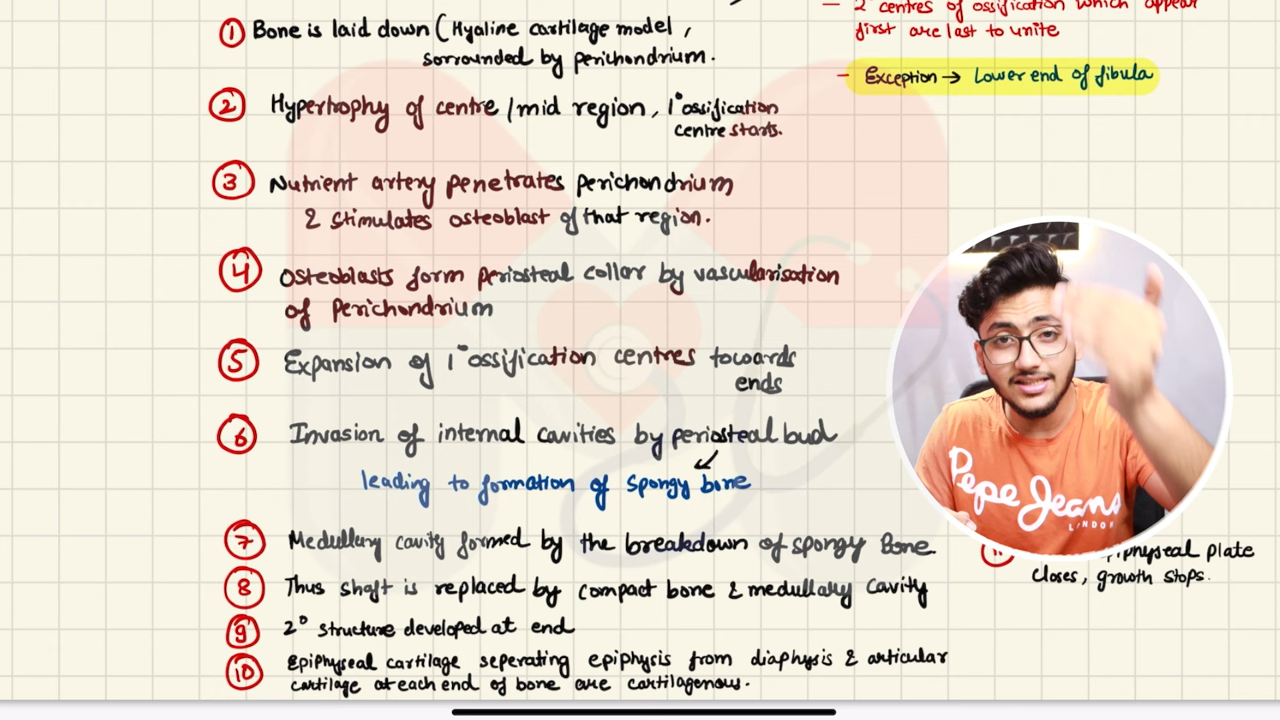 ① Bone is laid down (Hyaline cartilage model,
sorrounded by perichondrium.
② Hypertrophy of centre / mid region, 1° ossification
centre starts.
③ Nutrient artery penetrates perichondrium
& stimulates osteoblast of that region.
④ Osteoblasts form periosteal collar by vascularisation
of perichondrium
⑤ Expansion of 1° ossification centres towards
ends
⑥ Invasion of internal cavities by periosteal bud
leading to formation of spongy bone
⑦ Medullary cavity formed by the breakdown of spongy Bone.
⑧ Thus shaft is replaced by compact bone & medullary cavity
⑨ 2° structure developed at end
⑩ Epiphyseal cartilage seperating epiphysis from diaphysis & articular
cartilage at each end of bone are cartilagenous.
— 2° centres of ossification which appear
first are last to unite
— Exception → Lower end of fibula
Pepe Jeans
LONDON
plate
closes, growth stops.